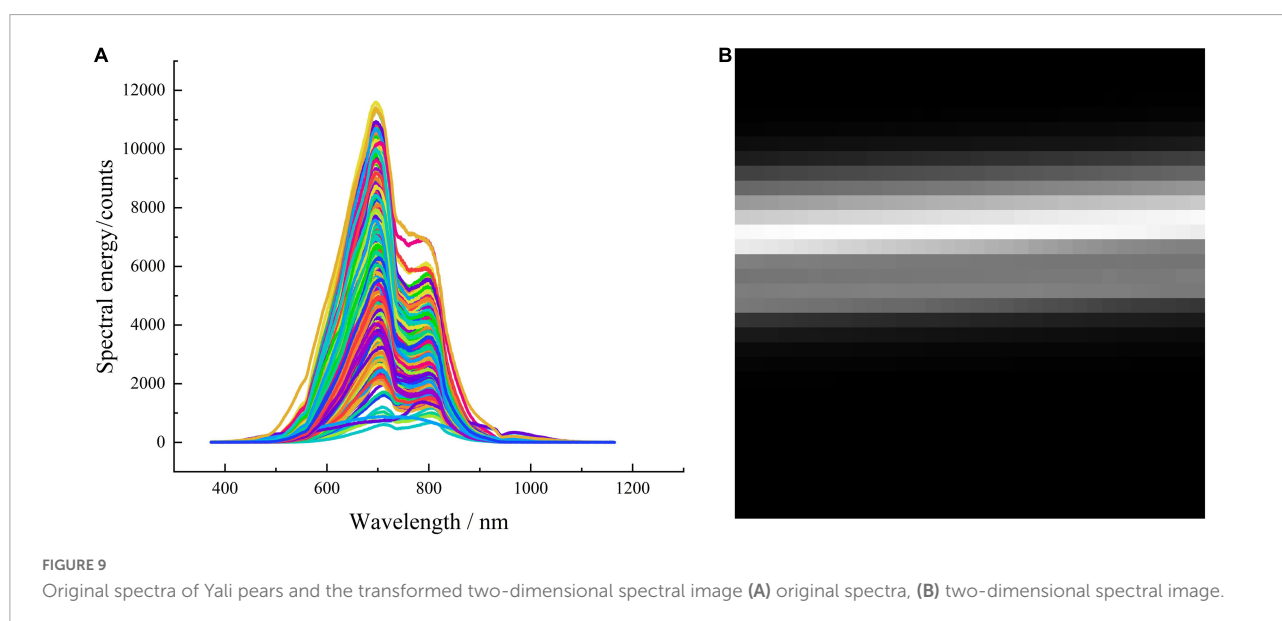 A
B
12000
10000
8000
6000
4000
2000
0
Spectral energy/counts
400 600 800 1000 1200
Wavelength / nm
FIGURE 9
Original spectra of Yali pears and the transformed two-dimensional spectral image (A) original spectra, (B) two-dimensional spectral image.